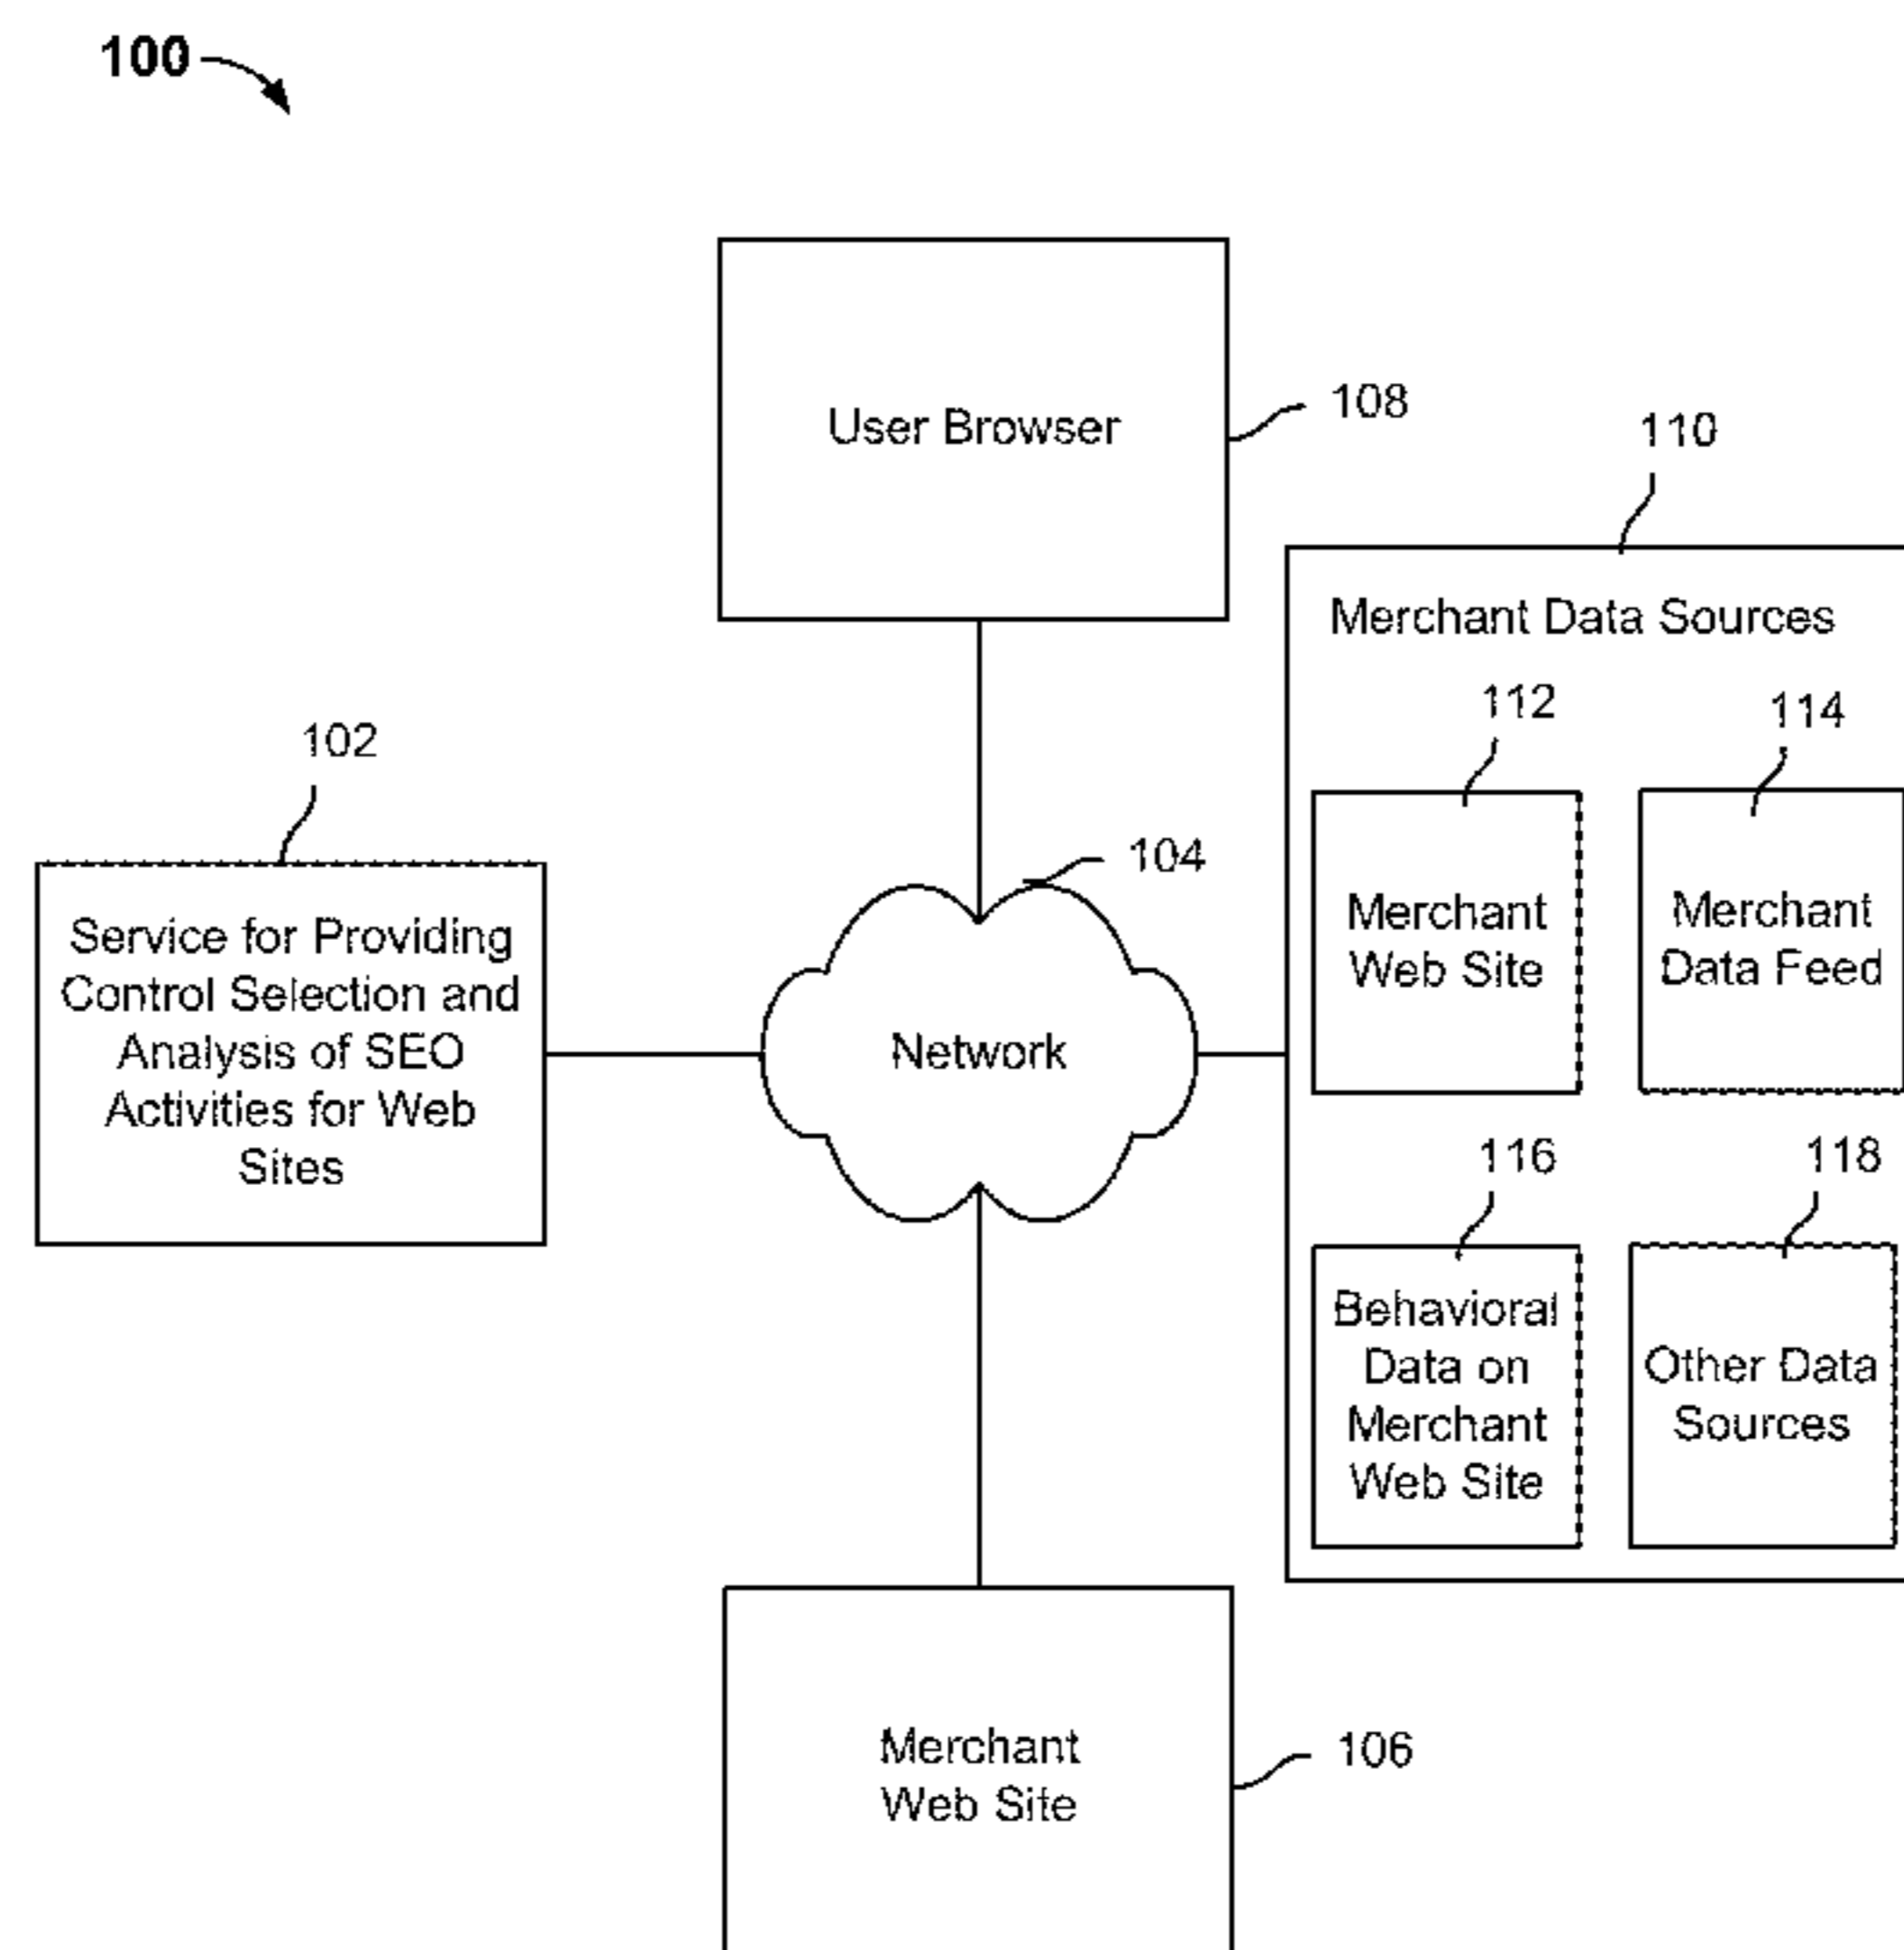 100
User Browser
108
110
Merchant Data Sources
112
114
102
104
Service for Providing
Control Selection and
Analysis of SEO
Activities for Web
Sites
Network
Merchant
Web Site
Merchant
Data Feed
116
118
Behavioral
Data on
Merchant
Web Site
Other Data
Sources
Merchant
Web Site
106